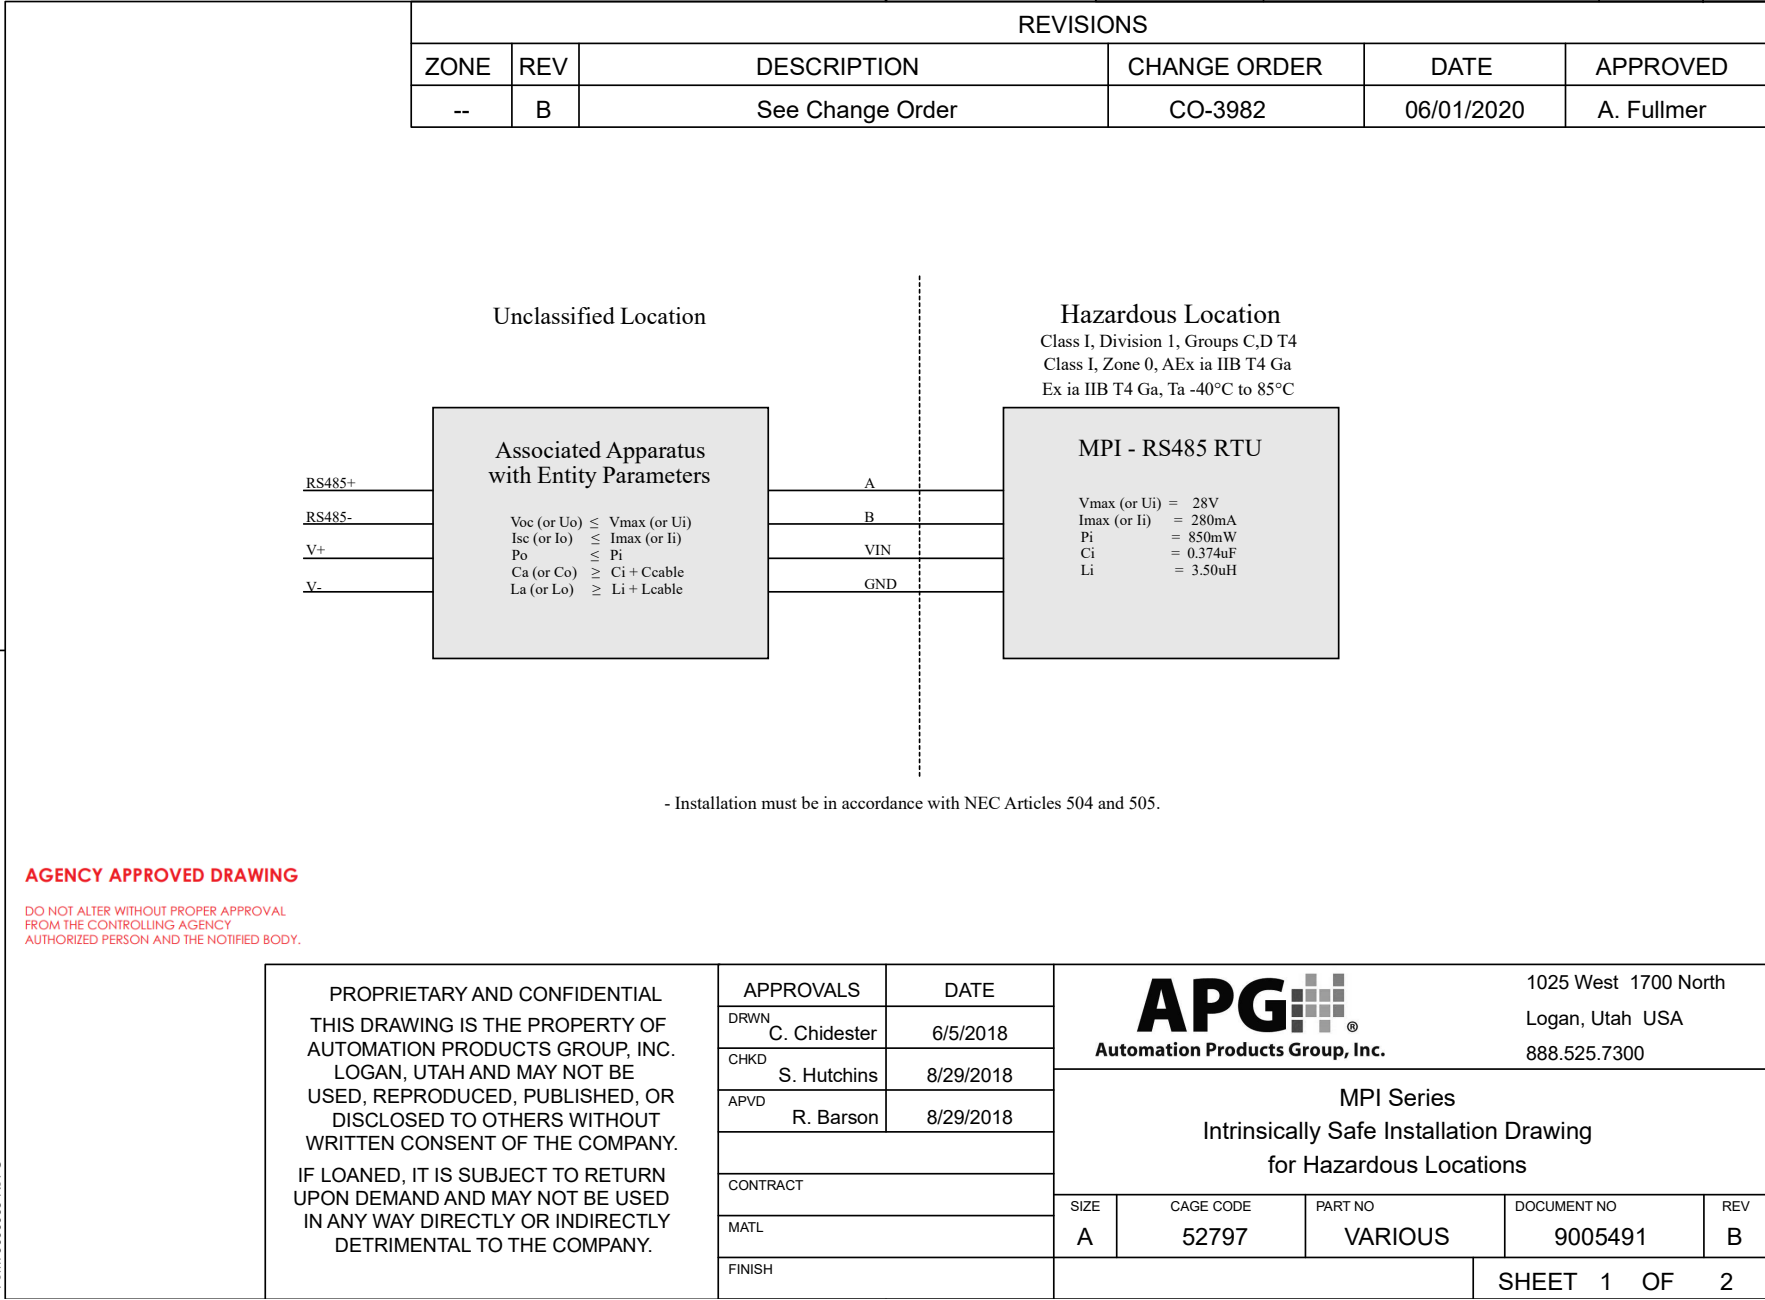 REVISIONS
ZONE REV DESCRIPTION CHANGE ORDER DATE APPROVED
-- B See Change Order CO-3982 06/01/2020 A. Fullmer
Unclassified Location
Hazardous Location
Class I, Division 1, Groups C,D T4
Class I, Zone 0, AEx ia IIB T4 Ga
Ex ia IIB T4 Ga, Ta -40°C to 85°C
RS485+
RS485-
V+
V-
Associated Apparatus
with Entity Parameters
Voc (or Uo) ≤ Vmax (or Ui)
Isc (or Io) ≤ Imax (or Ii)
Po ≤ Pi
Ca (or Co) ≥ Ci + Ccable
La (or Lo) ≥ Li + Lcable
A
B
VIN
GND
MPI - RS485 RTU
Vmax (or Ui) = 28V
Imax (or Ii) = 280mA
Pi = 850mW
Ci = 0.374uF
Li = 3.50uH
- Installation must be in accordance with NEC Articles 504 and 505.
AGENCY APPROVED DRAWING
DO NOT ALTER WITHOUT PROPER APPROVAL
FROM THE CONTROLLING AGENCY
AUTHORIZED PERSON AND THE NOTIFIED BODY.
PROPRIETARY AND CONFIDENTIAL
THIS DRAWING IS THE PROPERTY OF
AUTOMATION PRODUCTS GROUP, INC.
LOGAN, UTAH AND MAY NOT BE
USED, REPRODUCED, PUBLISHED, OR
DISCLOSED TO OTHERS WITHOUT
WRITTEN CONSENT OF THE COMPANY.
IF LOANED, IT IS SUBJECT TO RETURN
UPON DEMAND AND MAY NOT BE USED
IN ANY WAY DIRECTLY OR INDIRECTLY
DETRIMENTAL TO THE COMPANY.
APPROVALS DATE
DRWN C. Chidester 6/5/2018
CHKD S. Hutchins 8/29/2018
APVD R. Barson 8/29/2018
CONTRACT
MATL
FINISH
APG®
Automation Products Group, Inc.
1025 West 1700 North
Logan, Utah USA
888.525.7300
MPI Series
Intrinsically Safe Installation Drawing
for Hazardous Locations
SIZE CAGE CODE PART NO DOCUMENT NO REV
A 52797 VARIOUS 9005491 B
SHEET 1 OF 2